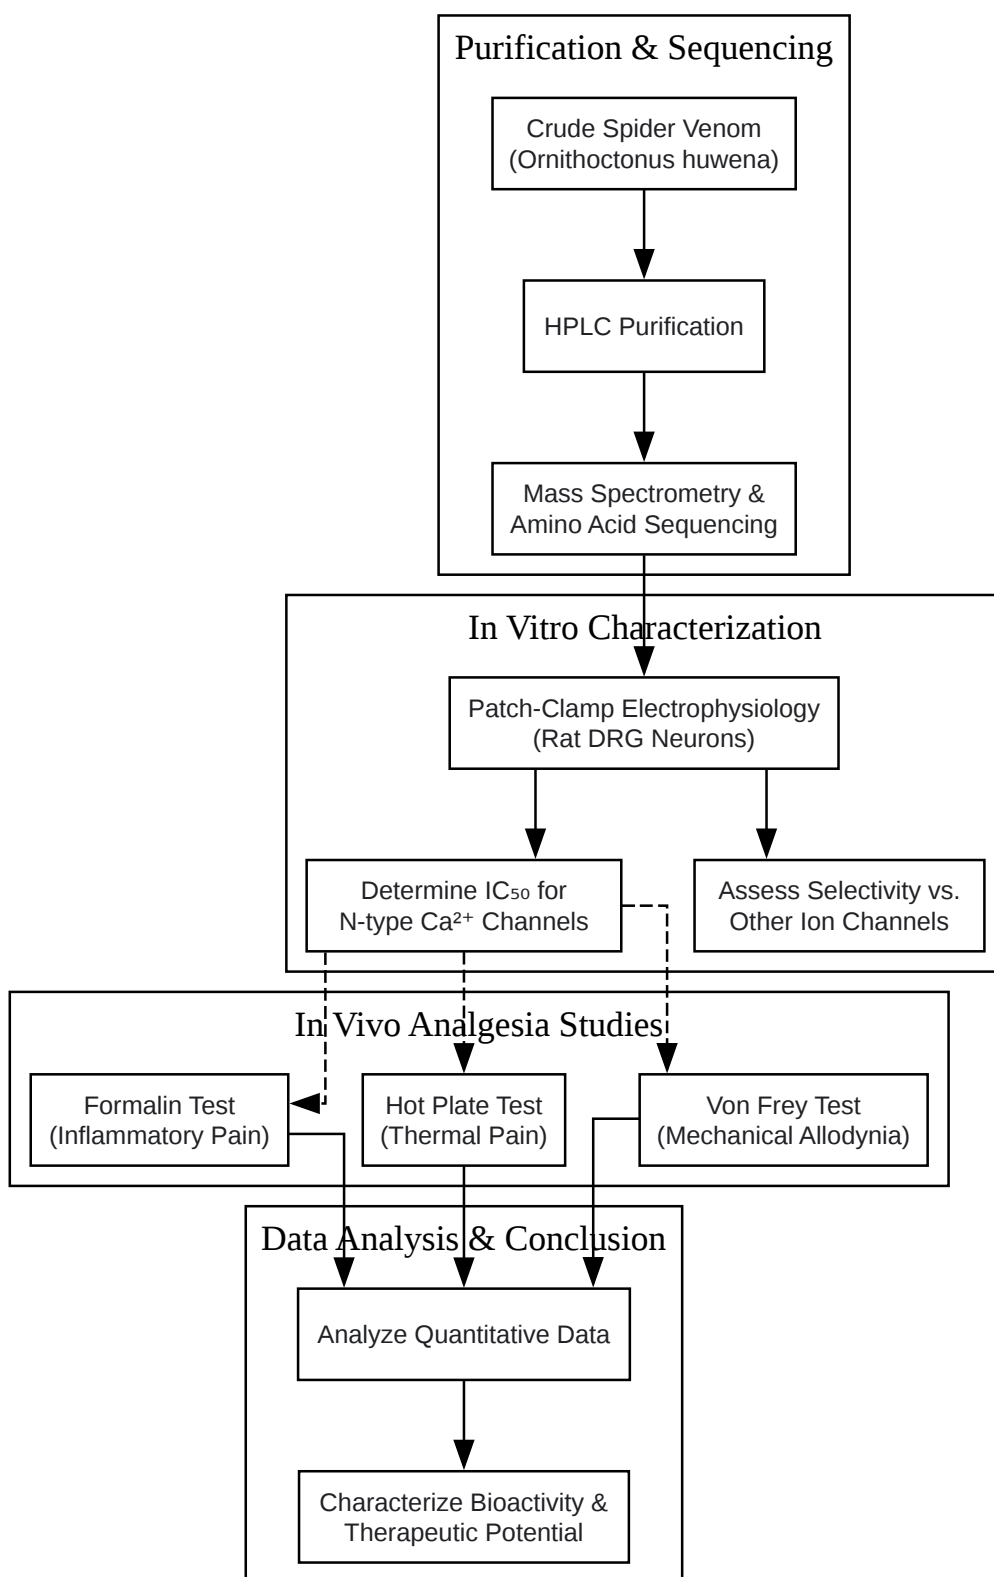 Purification & Sequencing
Crude Spider Venom
(Ornithoctonus huwena)
HPLC Purification
Mass Spectrometry &
Amino Acid Sequencing
In Vitro Characterization
Patch-Clamp Electrophysiology
(Rat DRG Neurons)
Determine IC₅₀ for
N-type Ca²⁺ Channels
Assess Selectivity vs.
Other Ion Channels
In Vivo Analgesia Studies
Formalin Test
(Inflammatory Pain)
Hot Plate Test
(Thermal Pain)
Von Frey Test
(Mechanical Allodynia)
Data Analysis & Conclusion
Analyze Quantitative Data
Characterize Bioactivity &
Therapeutic Potential